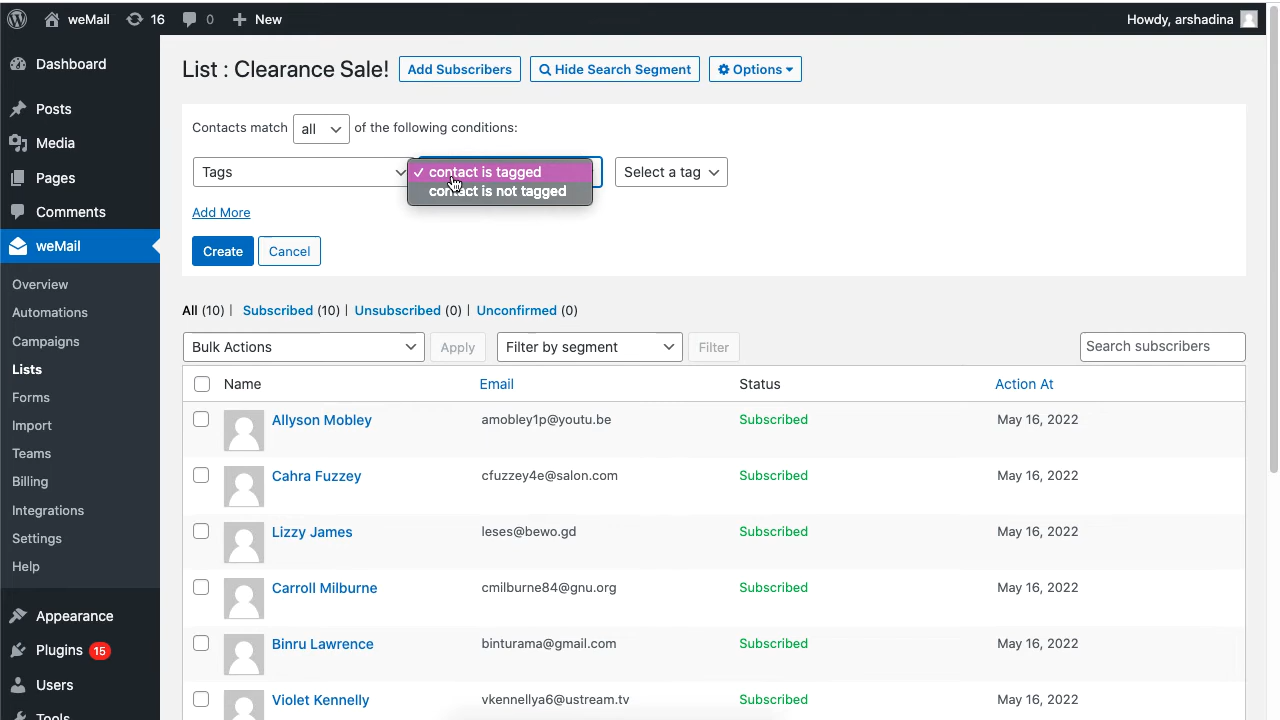 weMail 16 0 New Howdy, arshadina
Dashboard
Posts
Media
Pages
Comments
weMail
Overview
Automations
Campaigns
Lists
Forms
Import
Teams
Billing
Integrations
Settings
Help
Appearance
Plugins 15
Users
Tools
List : Clearance Sale! Add Subscribers Hide Search Segment Options
Contacts match all of the following conditions:
Tags contact is tagged Select a tag
contact is not tagged
Add More
Create Cancel
All (10) | Subscribed (10) | Unsubscribed (0) | Unconfirmed (0)
Bulk Actions Apply Filter by segment Filter Search subscribers
Name Email Status Action At
Allyson Mobley amobley1p@youtu.be Subscribed May 16, 2022
Cahra Fuzzey cfuzzey4e@salon.com Subscribed May 16, 2022
Lizzy James leses@bewo.gd Subscribed May 16, 2022
Carroll Milburne cmilburne84@gnu.org Subscribed May 16, 2022
Binru Lawrence binturama@gmail.com Subscribed May 16, 2022
Violet Kennelly vkennellya6@ustream.tv Subscribed May 16, 2022